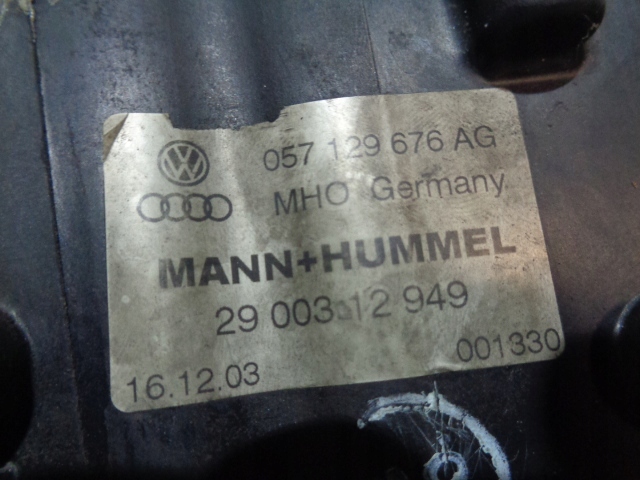 057 129 676 AG
MHO Germany
MANN+HUMMEL
29 003 12 949
16.12.03 001330